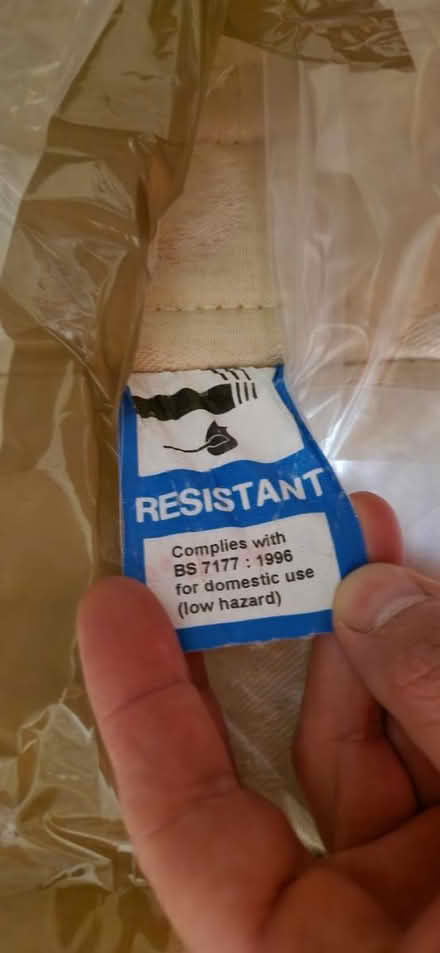 RESISTANT
Complies with
BS 7177 : 1996
for domestic use
(low hazard)